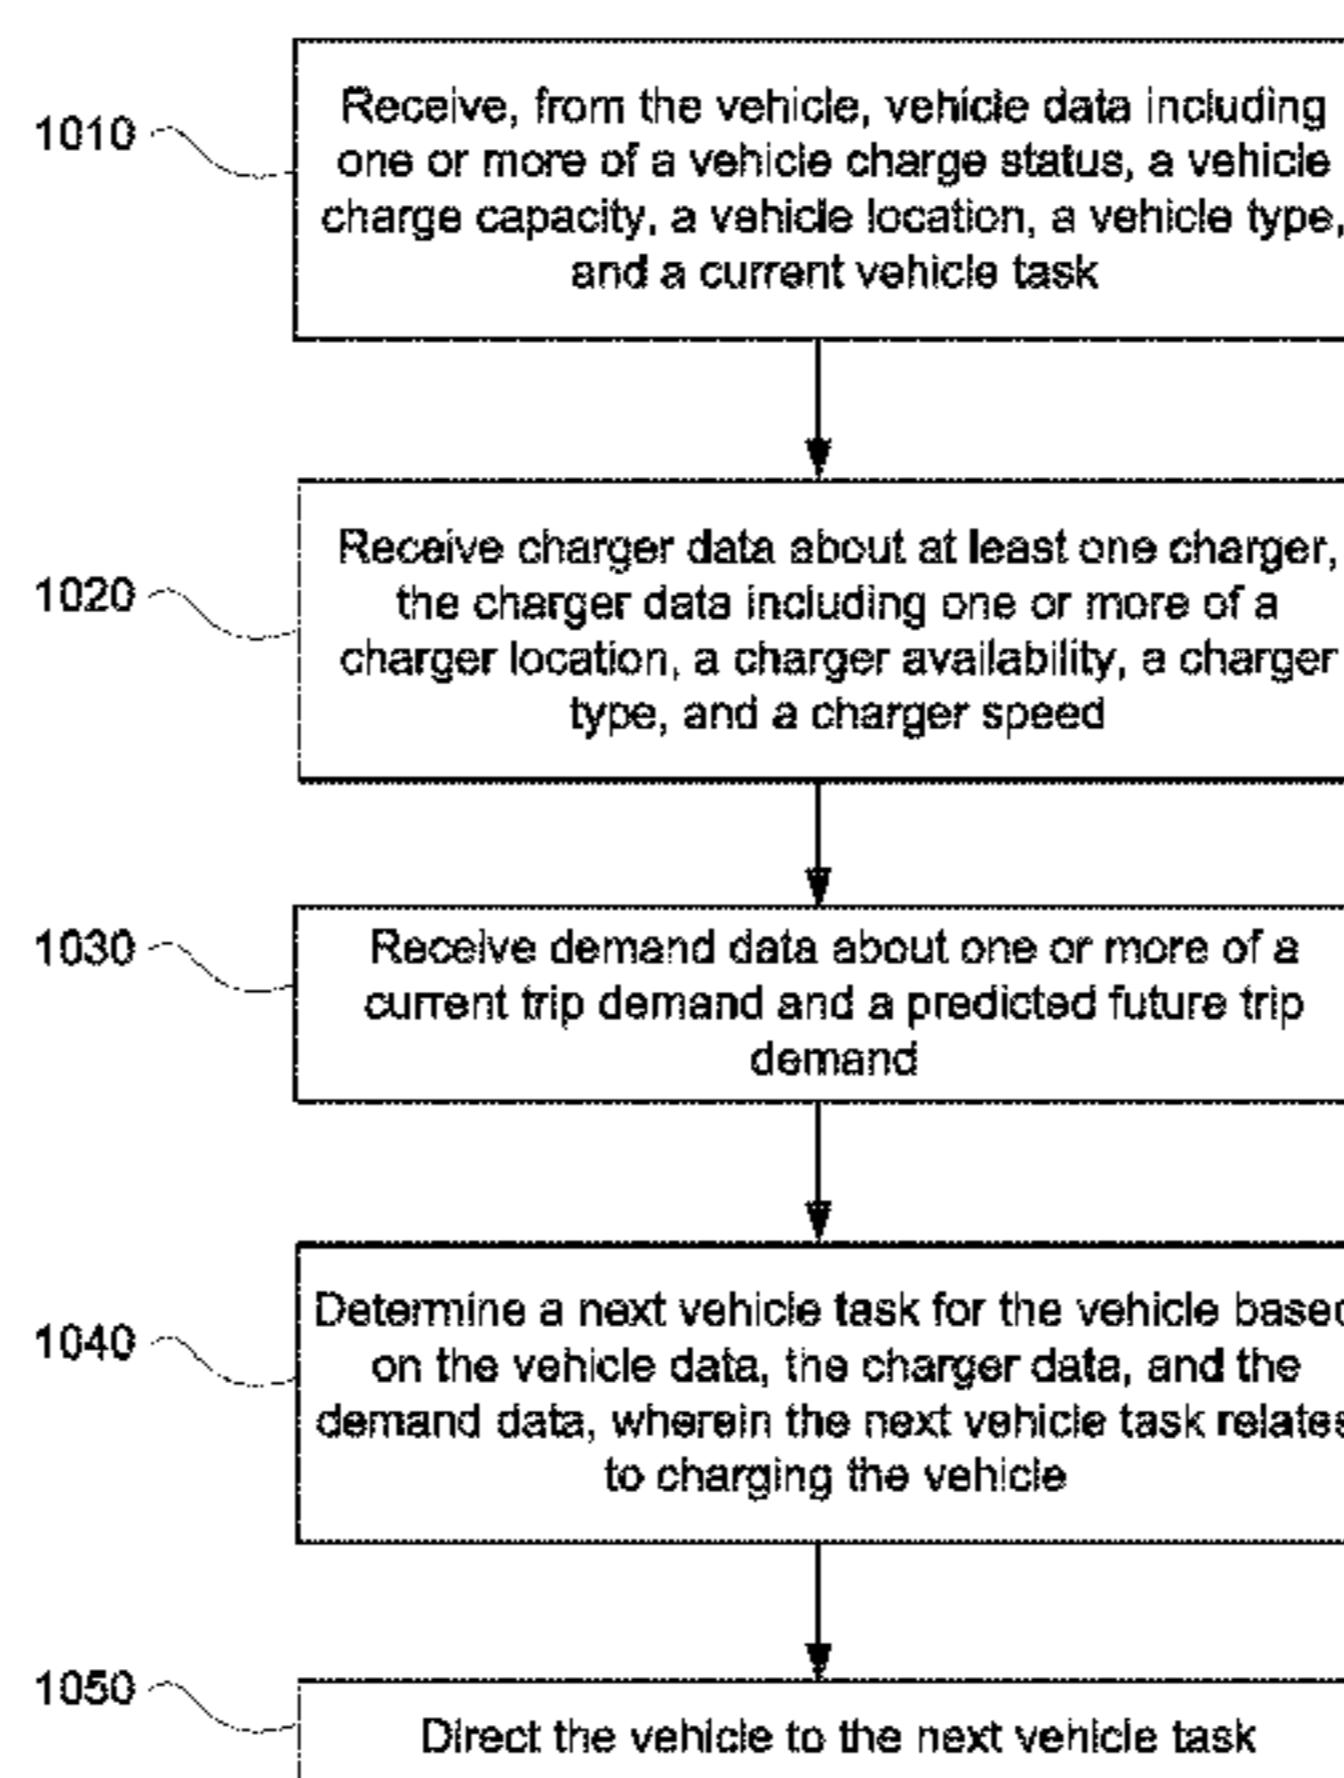 1010
Receive, from the vehicle, vehicle data including
one or more of a vehicle charge status, a vehicle
charge capacity, a vehicle location, a vehicle type,
and a current vehicle task
1020
Receive charger data about at least one charger,
the charger data including one or more of a
charger location, a charger availability, a charger
type, and a charger speed
1030
Receive demand data about one or more of a
current trip demand and a predicted future trip
demand
1040
Determine a next vehicle task for the vehicle based
on the vehicle data, the charger data, and the
demand data, wherein the next vehicle task relates
to charging the vehicle
1050
Direct the vehicle to the next vehicle task